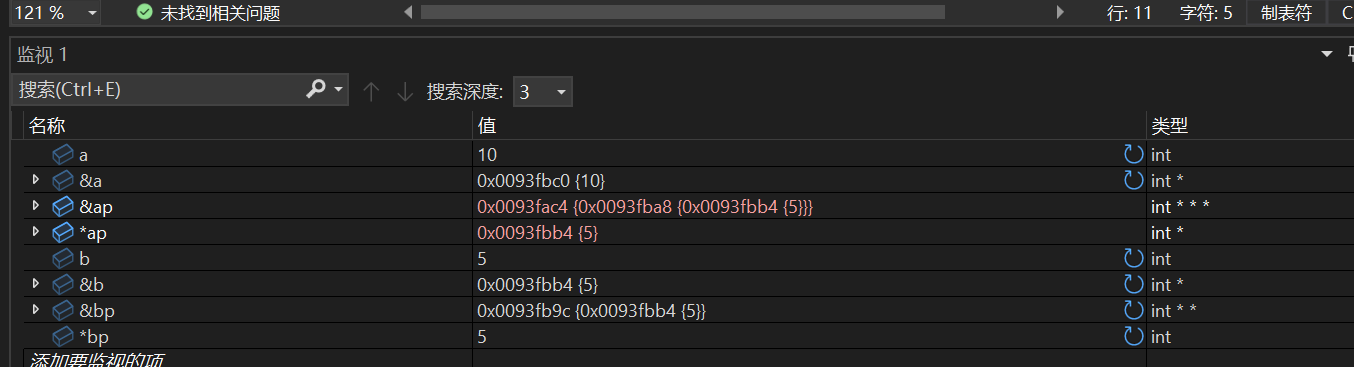 121 % 未找到相关问题 行: 11 字符: 5 制表符
监视 1
搜索(Ctrl+E) 搜索深度: 3
名称 值 类型
a 10 int
&a 0x0093fbc0 {10} int *
&ap 0x0093fac4 {0x0093fba8 {0x0093fbb4 {5}}} int * * *
*ap 0x0093fbb4 {5} int *
b 5 int
&b 0x0093fbb4 {5} int *
&bp 0x0093fb9c {0x0093fbb4 {5}} int * *
*bp 5 int
添加要监视的项